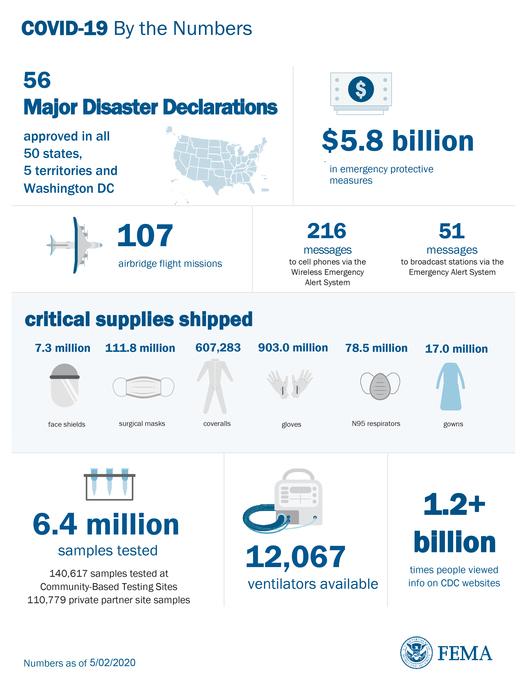 COVID-19 By the Numbers
56
Major Disaster Declarations
approved in all
50 states,
5 territories and
Washington DC
$
$5.8 billion
in emergency protective
measures
107
airbridge flight missions
216
messages
to cell phones via the
Wireless Emergency
Alert System
51
messages
to broadcast stations via the
Emergency Alert System
critical supplies shipped
7.3 million
face shields
111.8 million
surgical masks
607,283
coveralls
903.0 million
gloves
78.5 million
N95 respirators
17.0 million
gowns
6.4 million
samples tested
140,617 samples tested at
Community-Based Testing Sites
110,779 private partner site samples
12,067
ventilators available
1.2+
billion
times people viewed
info on CDC websites
Numbers as of 5/02/2020
FEMA